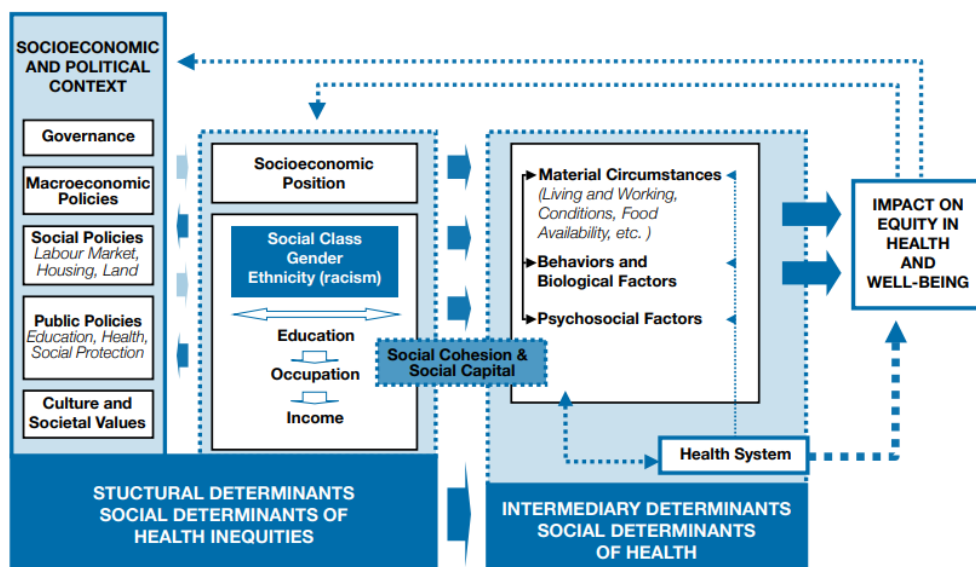 SOCIOECONOMIC
AND POLITICAL
CONTEXT
Governance
Macroeconomic
Policies
Social Policies
Labour Market,
Housing, Land
Public Policies
Education, Health,
Social Protection
Culture and
Societal Values
Socioeconomic
Position
Social Class
Gender
Ethnicity (racism)
Education
Occupation
Income
Social Cohesion &
Social Capital
Material Circumstances
(Living and Working,
Conditions, Food
Availability, etc. )
Behaviors and
Biological Factors
Psychosocial Factors
Health System
IMPACT ON
EQUITY IN
HEALTH
AND
WELL-BEING
STUCTURAL DETERMINANTS
SOCIAL DETERMINANTS OF
HEALTH INEQUITIES
INTERMEDIARY DETERMINANTS
SOCIAL DETERMINANTS
OF HEALTH